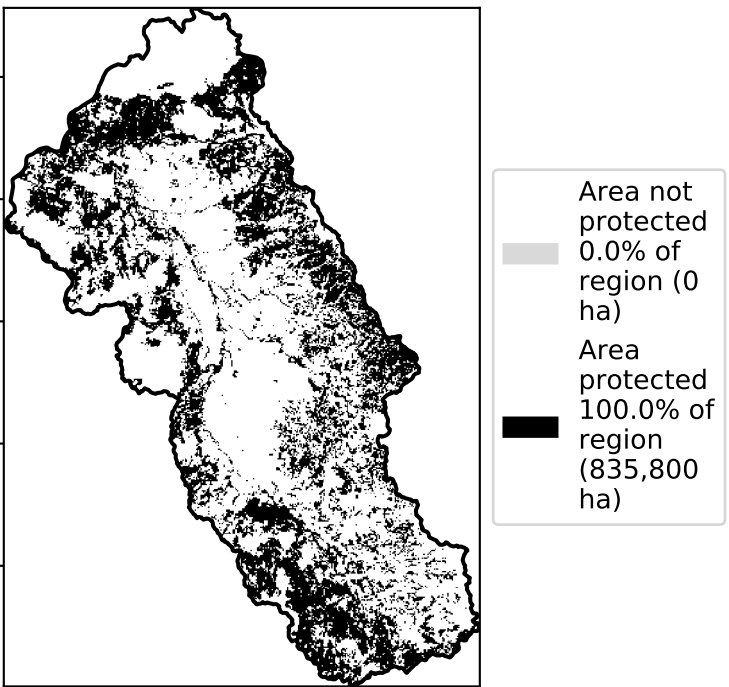 Area not
protected
0.0% of
region (0
ha)
Area
protected
100.0% of
region
(835,800
ha)